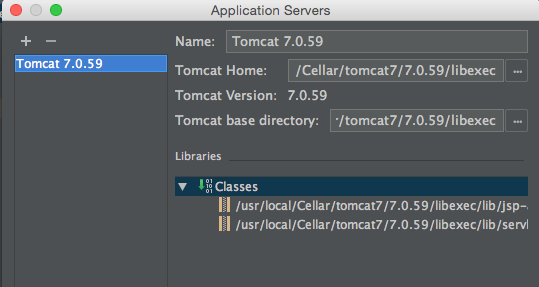 Application Servers
+ −
Tomcat 7.0.59
Name: Tomcat 7.0.59
Tomcat Home: /Cellar/tomcat7/7.0.59/libexec ...
Tomcat Version: 7.0.59
Tomcat base directory: /tomcat7/7.0.59/libexec ...
Libraries
Classes
/usr/local/Cellar/tomcat7/7.0.59/libexec/lib/jsp-
/usr/local/Cellar/tomcat7/7.0.59/libexec/lib/serv